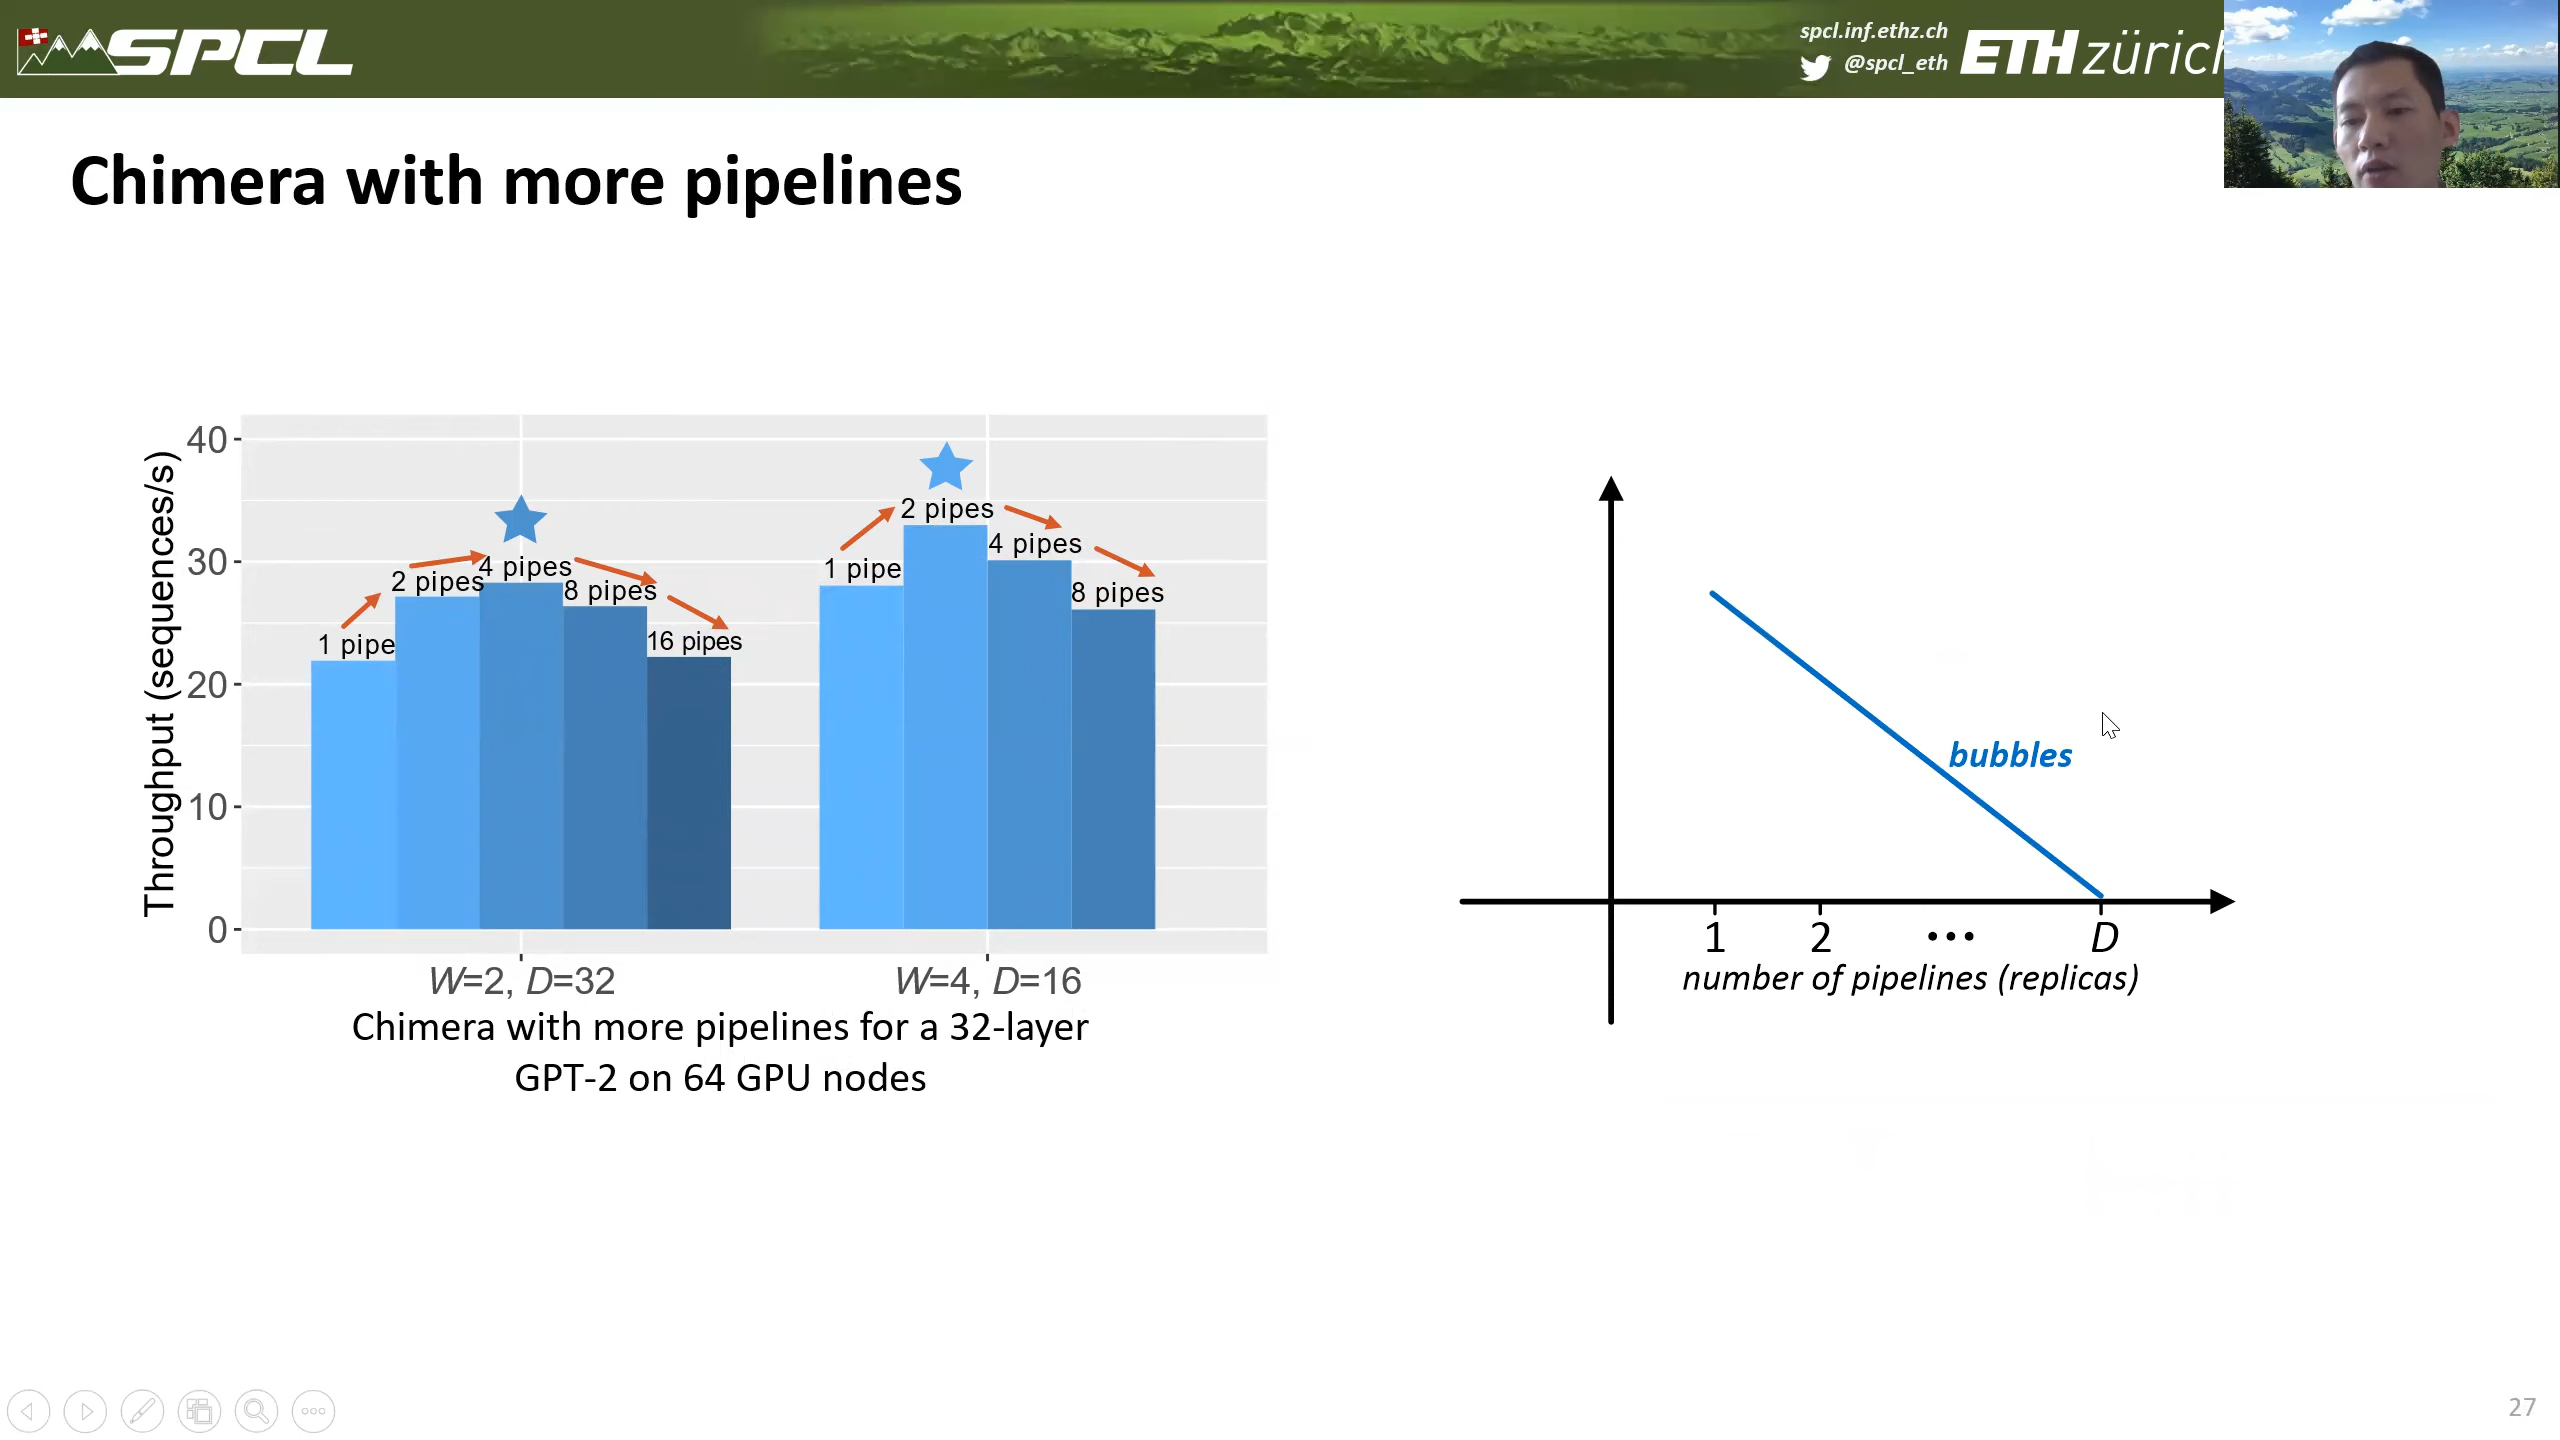 SPCL
spcl.inf.ethz.ch
@spcl_eth
ETH züric
Chimera with more pipelines
Throughput (sequences/s)
40
30
20
10
0
1 pipe
2 pipes
4 pipes
8 pipes
16 pipes
1 pipe
2 pipes
4 pipes
8 pipes
W=2, D=32
W=4, D=16
Chimera with more pipelines for a 32-layer
GPT-2 on 64 GPU nodes
bubbles
1 2 ••• D
number of pipelines (replicas)
27